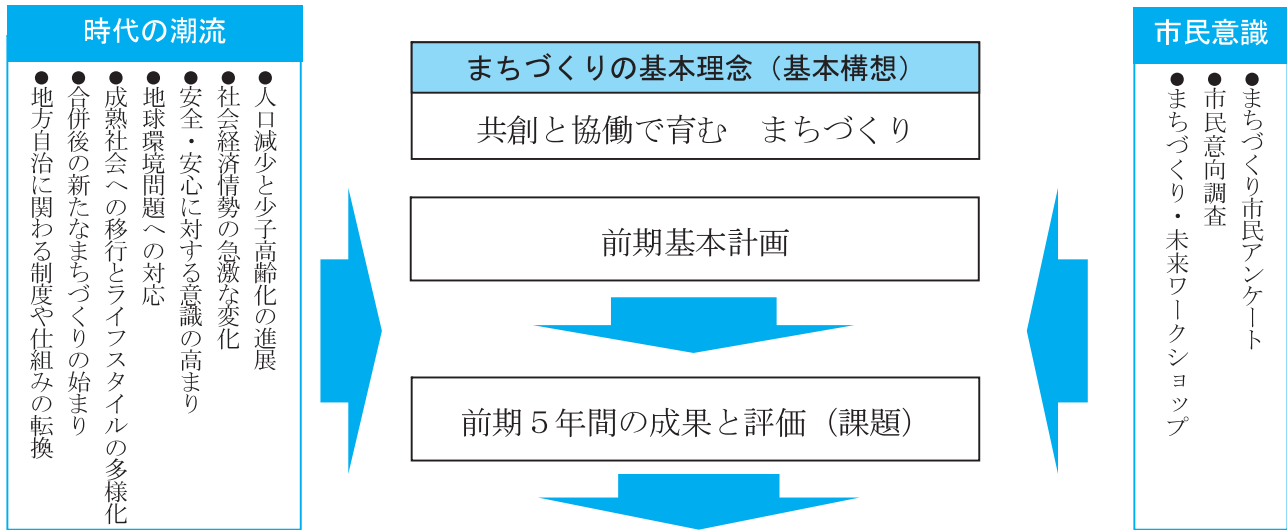 時代の潮流
●人口減少と少子高齢化の進展
●社会経済情勢の急激な変化
●安全・安心に対する意識の高まり
●地球環境問題への対応
●成熟社会への移行とライフスタイルの多様化
●合併後の新たなまちづくりの始まり
●地方自治に関わる制度や仕組みの転換
まちづくりの基本理念（基本構想）
共創と協働で育む　まちづくり
前期基本計画
前期５年間の成果と評価（課題）
市民意識
●まちづくり市民アンケート
●市民意向調査
●まちづくり・未来ワークショップ